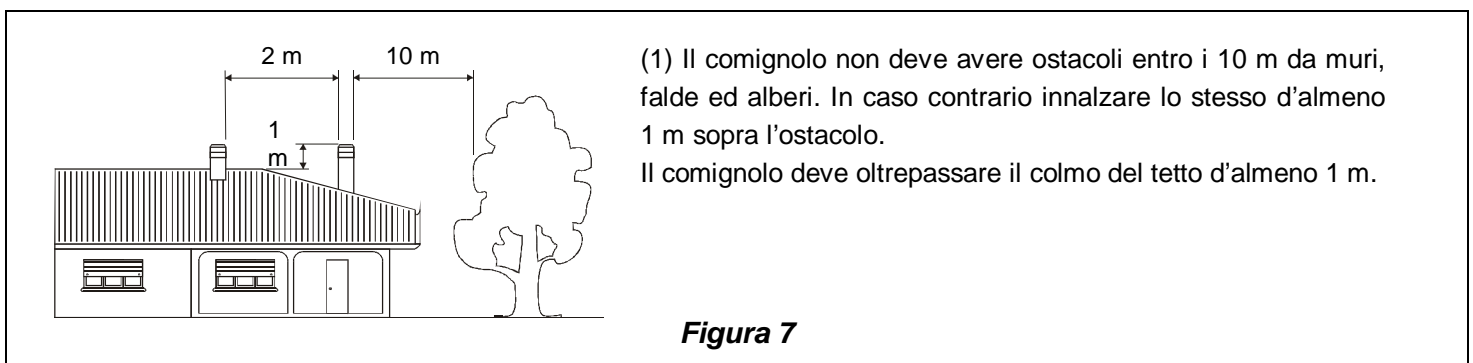 2 m
10 m
1
m
(1) Il comignolo non deve avere ostacoli entro i 10 m da muri,
falde ed alberi. In caso contrario innalzare lo stesso d’almeno
1 m sopra l’ostacolo.
Il comignolo deve oltrepassare il colmo del tetto d’almeno 1 m.
Figura 7